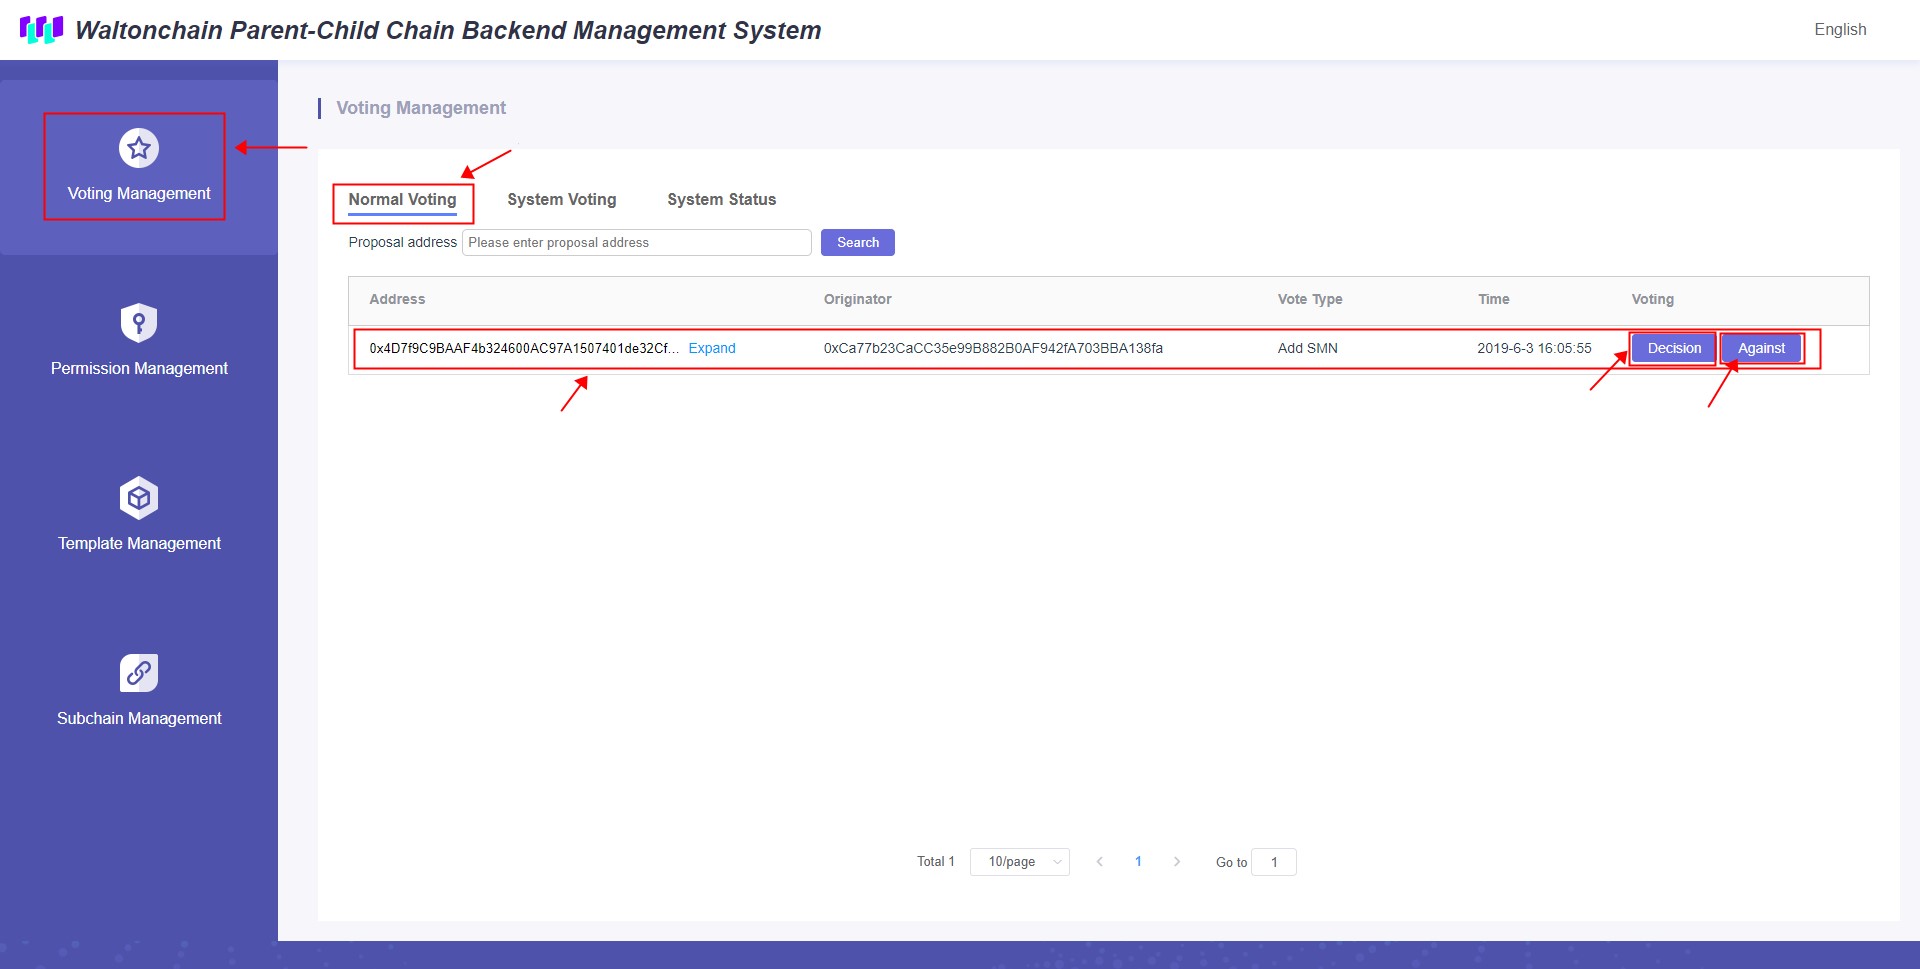 Waltonchain Parent-Child Chain Backend Management System
English
Voting Management
Permission Management
Template Management
Subchain Management
Voting Management
Normal Voting System Voting System Status
Proposal address Please enter proposal address Search
Address Originator Vote Type Time Voting
0x4D7f9C9BAAF4b324600AC97A1507401de32Cf... Expand 0xCa77b23CaCC35e99B882B0AF942fA703BBA138fa Add SMN 2019-6-3 16:05:55 Decision Against
Total 1 10/page 1 Go to 1